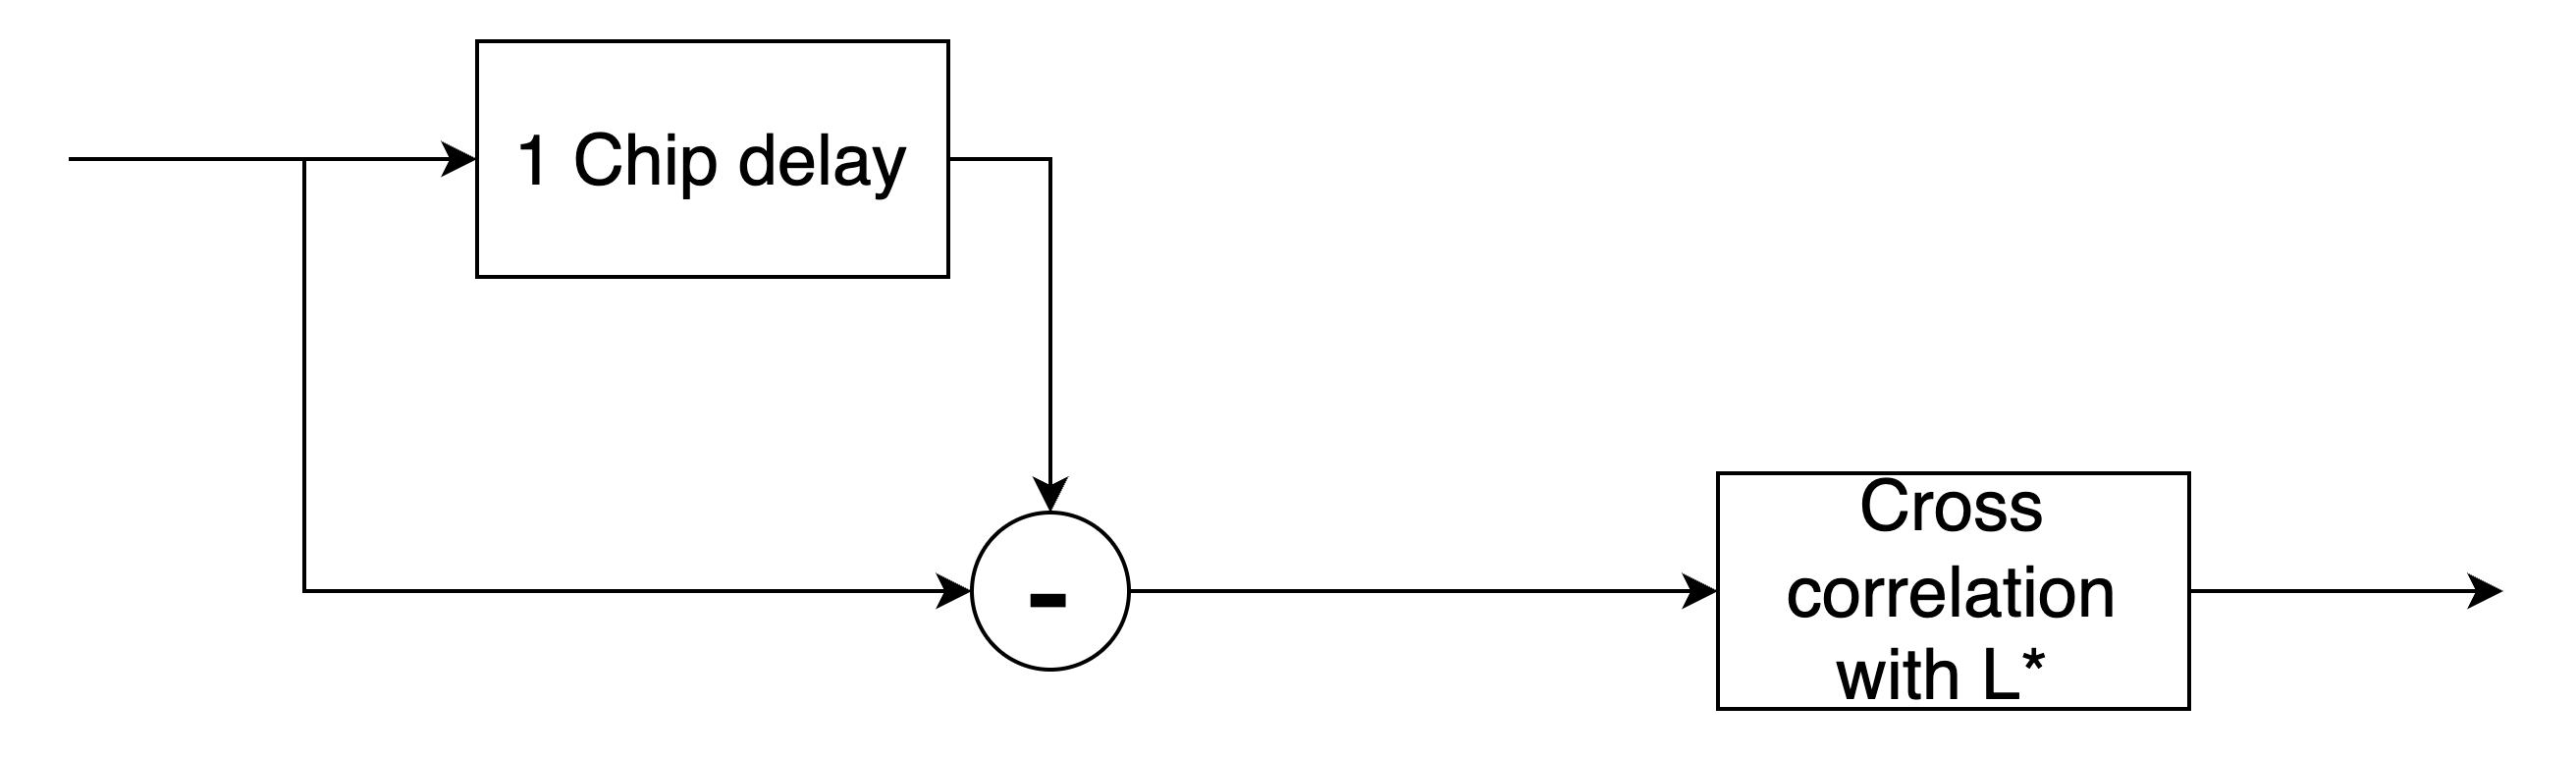 1 Chip delay
-
Cross
correlation
with L*